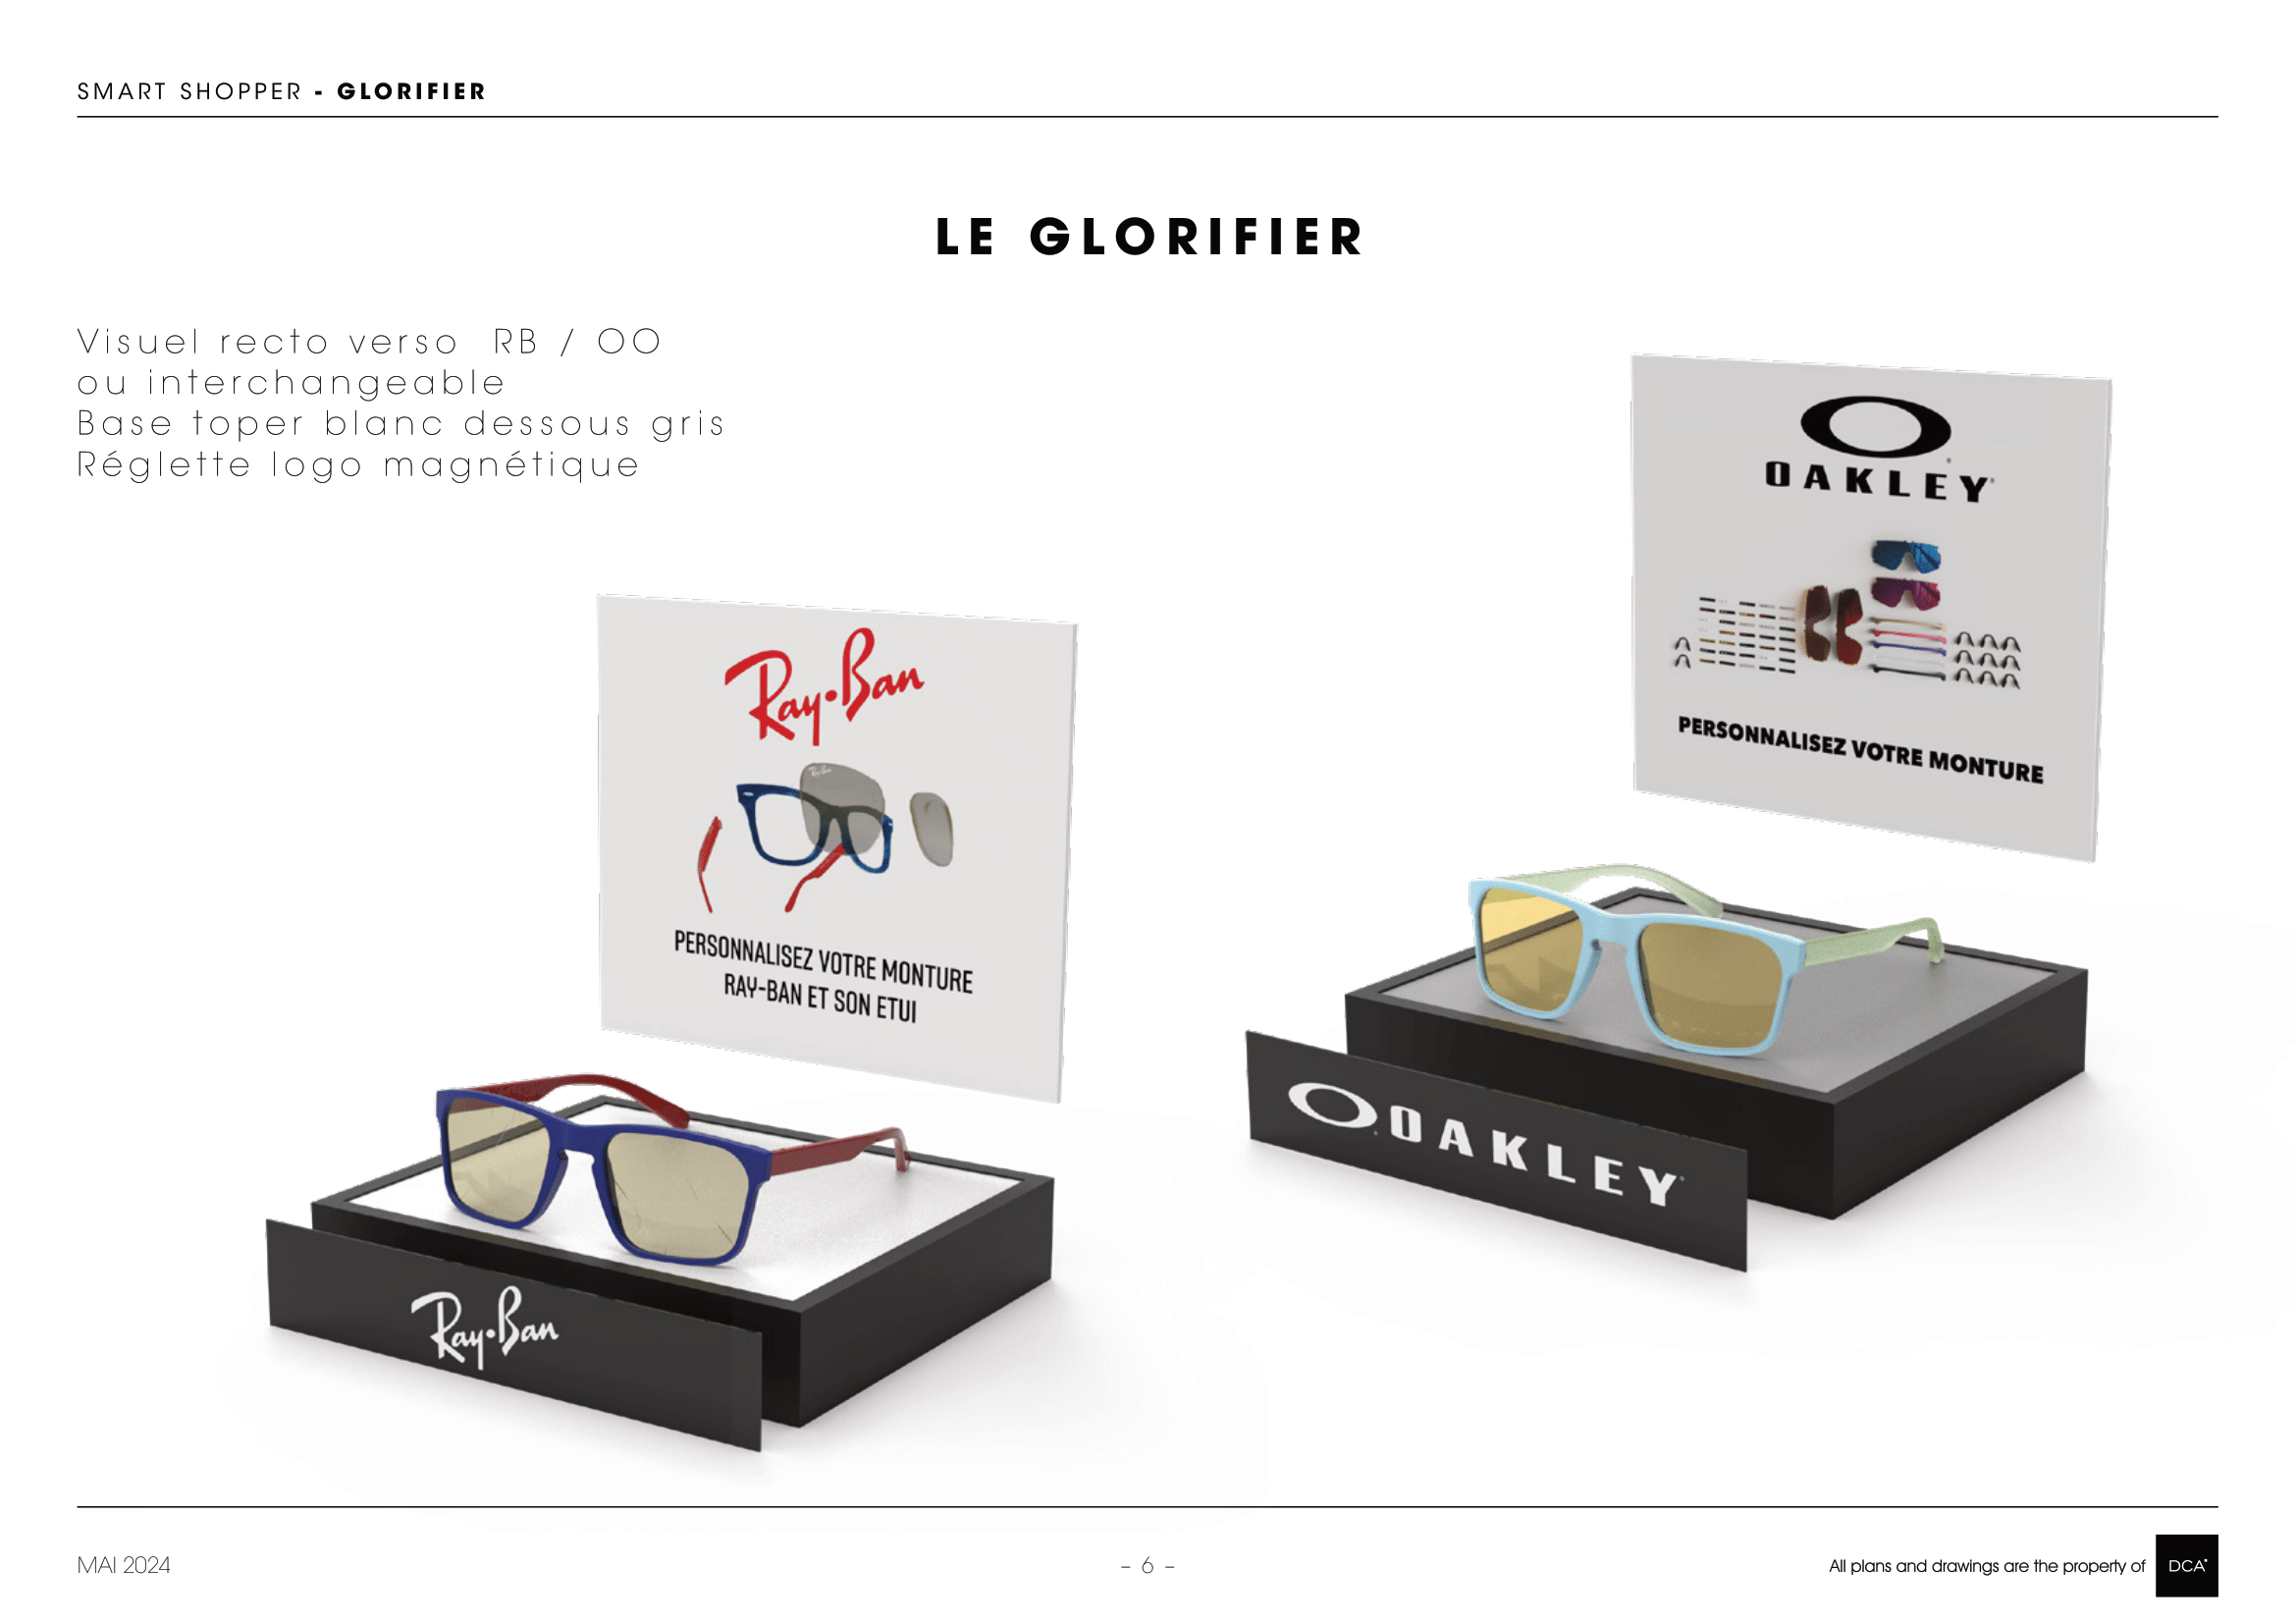 SMART SHOPPER - GLORIFIER
LE GLORIFIER
Visuel recto verso RB / OO
ou interchangeable
Base toper blanc dessous gris
Réglette logo magnétique
Ray-Ban
PERSONNALISEZ VOTRE MONTURE
RAY-BAN ET SON ETUI
Ray-Ban
OAKLEY
PERSONNALISEZ VOTRE MONTURE
OAKLEY
MAI 2024
- 6 -
All plans and drawings are the property of
DCA